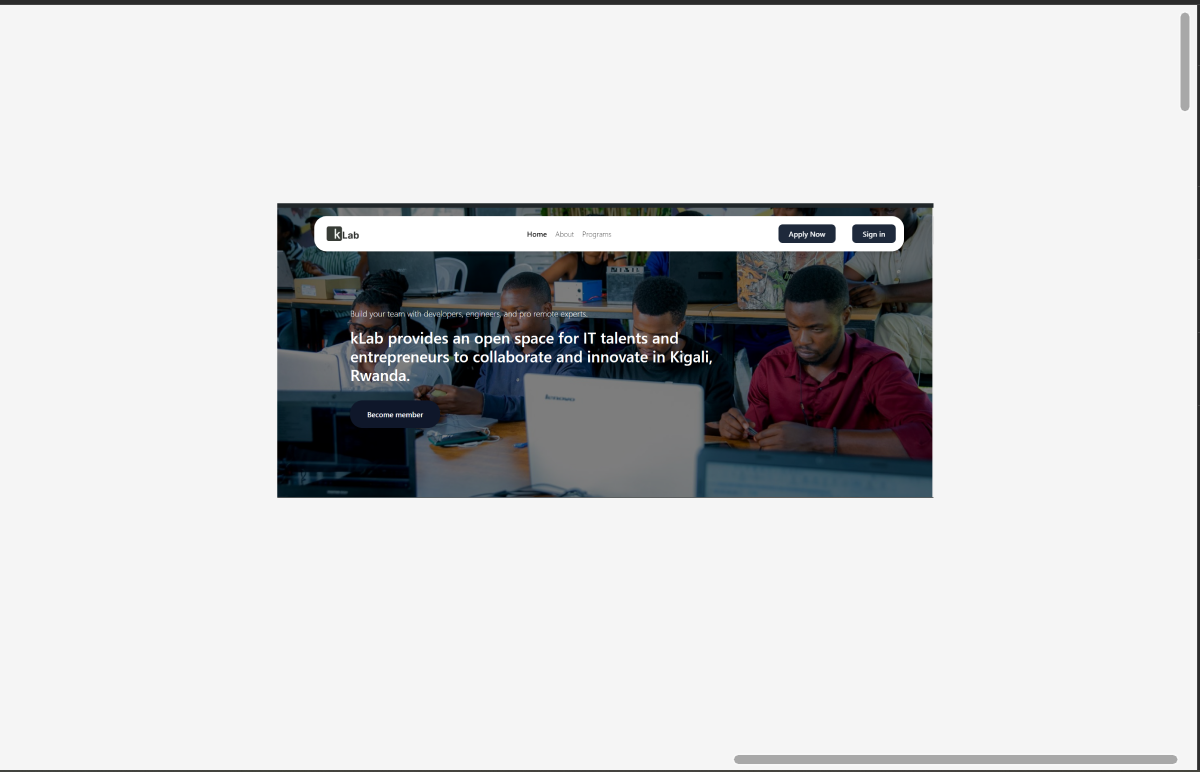 kLab
Home About Programs
Apply Now
Sign in
Build your team with developers, engineers, and pro remote experts.
kLab provides an open space for IT talents and
entrepreneurs to collaborate and innovate in Kigali,
Rwanda.
Become member
Lenovo